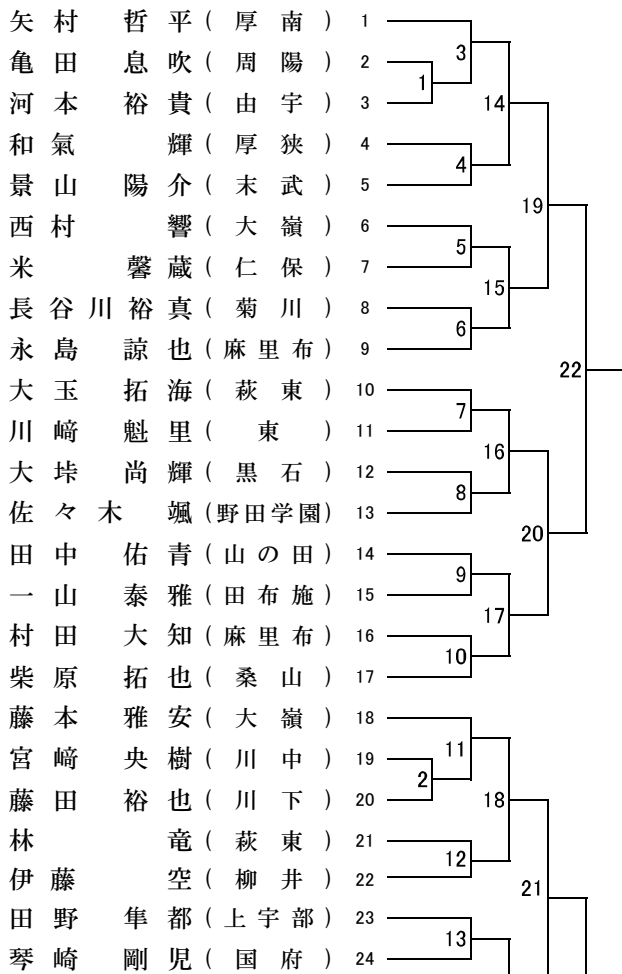 矢村 哲平(厚南) 1
亀田 息吹(周陽) 2
河本 裕貴(由宇) 3
和氣 輝(厚狭) 4
景山 陽介(末武) 5
西村 響(大嶺) 6
米 馨蔵(仁保) 7
長谷川裕真(菊川) 8
永島 諒也(麻里布) 9
大玉 拓海(萩東) 10
川﨑 魁里(東) 11
大垰 尚輝(黒石) 12
佐々木 颯(野田学園) 13
田中 佑青(山の田) 14
一山 泰雅(田布施) 15
村田 大知(麻里布) 16
柴原 拓也(桑山) 17
藤本 雅安(大嶺) 18
宮﨑 央樹(川中) 19
藤田 裕也(川下) 20
林 竜(萩東) 21
伊藤 空(柳井) 22
田野 隼都(上宇部) 23
琴崎 剛児(国府) 24
1
2
3
4
5
6
7
8
9
10
11
12
13
14
15
16
17
18
19
20
21
22